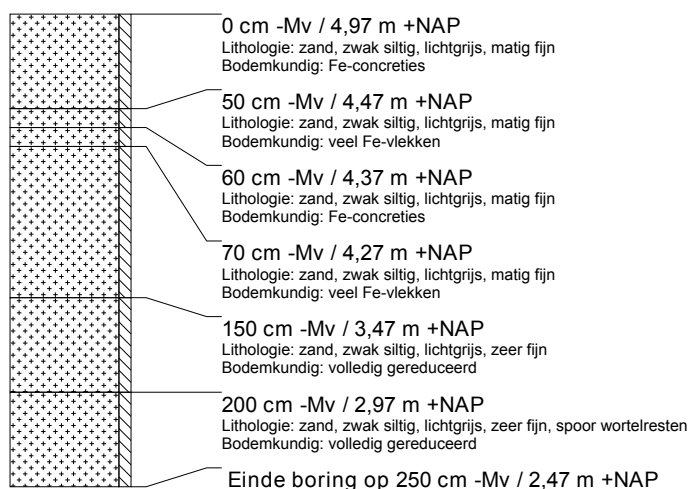 0 cm -Mv / 4,97 m +NAP
Lithologie: zand, zwak siltig, lichtgrijs, matig fijn
Bodemkundig: Fe-concreties
50 cm -Mv / 4,47 m +NAP
Lithologie: zand, zwak siltig, lichtgrijs, matig fijn
Bodemkundig: veel Fe-vlekken
60 cm -Mv / 4,37 m +NAP
Lithologie: zand, zwak siltig, lichtgrijs, matig fijn
Bodemkundig: Fe-concreties
70 cm -Mv / 4,27 m +NAP
Lithologie: zand, zwak siltig, lichtgrijs, matig fijn
Bodemkundig: veel Fe-vlekken
150 cm -Mv / 3,47 m +NAP
Lithologie: zand, zwak siltig, lichtgrijs, zeer fijn
Bodemkundig: volledig gereduceerd
200 cm -Mv / 2,97 m +NAP
Lithologie: zand, zwak siltig, lichtgrijs, zeer fijn, spoor wortelresten
Bodemkundig: volledig gereduceerd
Einde boring op 250 cm -Mv / 2,47 m +NAP